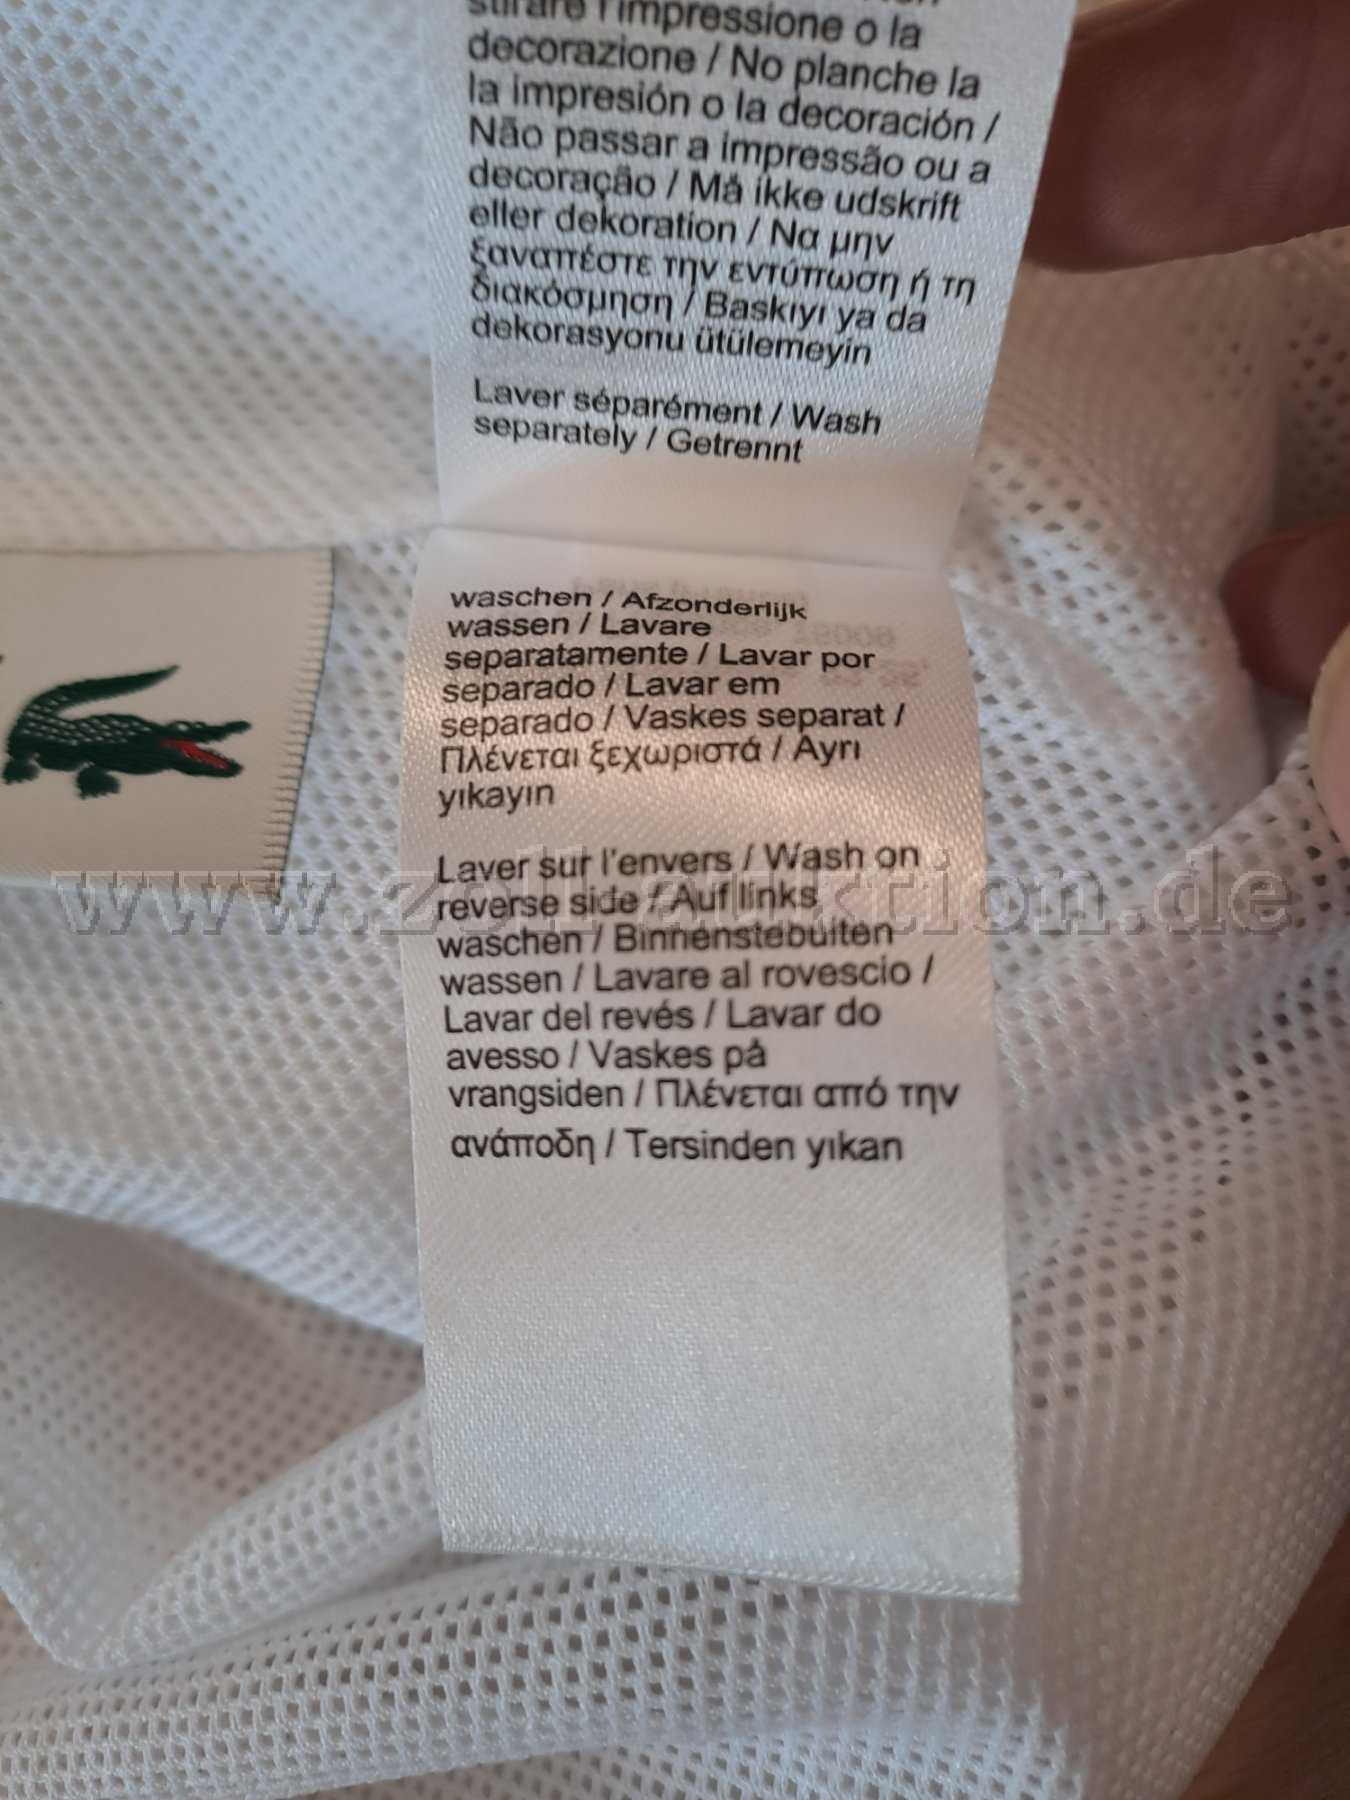 stirare l'impressione o la
decorazione / No planche la
la impresión o la decoración /
Não passar a impressão ou a
decoração / Må ikke udskrift
eller dekoration / Να μην
ξαναπέστε την εντύπωση ή τη
διακόσμηση / Baskıyı ya da
dekorasyonu ütülemeyin
Laver séparément / Wash
separately / Getrennt
waschen / Afzonderlijk
wassen / Lavare
separatamente / Lavar por
separado / Lavar em
separado / Vaskes separat /
Πλένεται ξεχωριστά / Ayrı
yıkayın
Laver sur l'envers / Wash on
reverse side / Auf links
waschen / Binnenstebuiten
wassen / Lavare al rovescio /
Lavar del revés / Lavar do
avesso / Vaskes på
vrangsiden / Πλένεται από την
ανάποδη / Tersinden yıkan
www.zoll-auktion.de